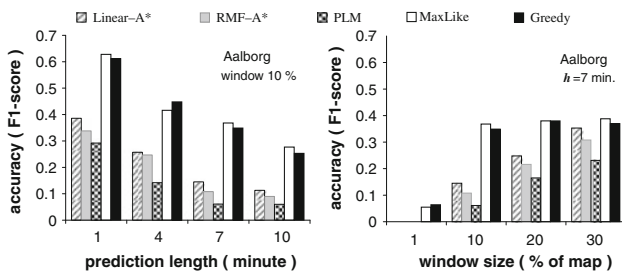 Linear–A* RMF–A* PLM MaxLike Greedy
accuracy ( F1-score )
0.7
0.6
0.5
0.4
0.3
0.2
0.1
0
Aalborg
window 10 %
1 4 7 10
prediction length ( minute )
accuracy ( F1-score )
0.7
0.6
0.5
0.4
0.3
0.2
0.1
0
Aalborg
h =7 min.
1 10 20 30
window size ( % of map )